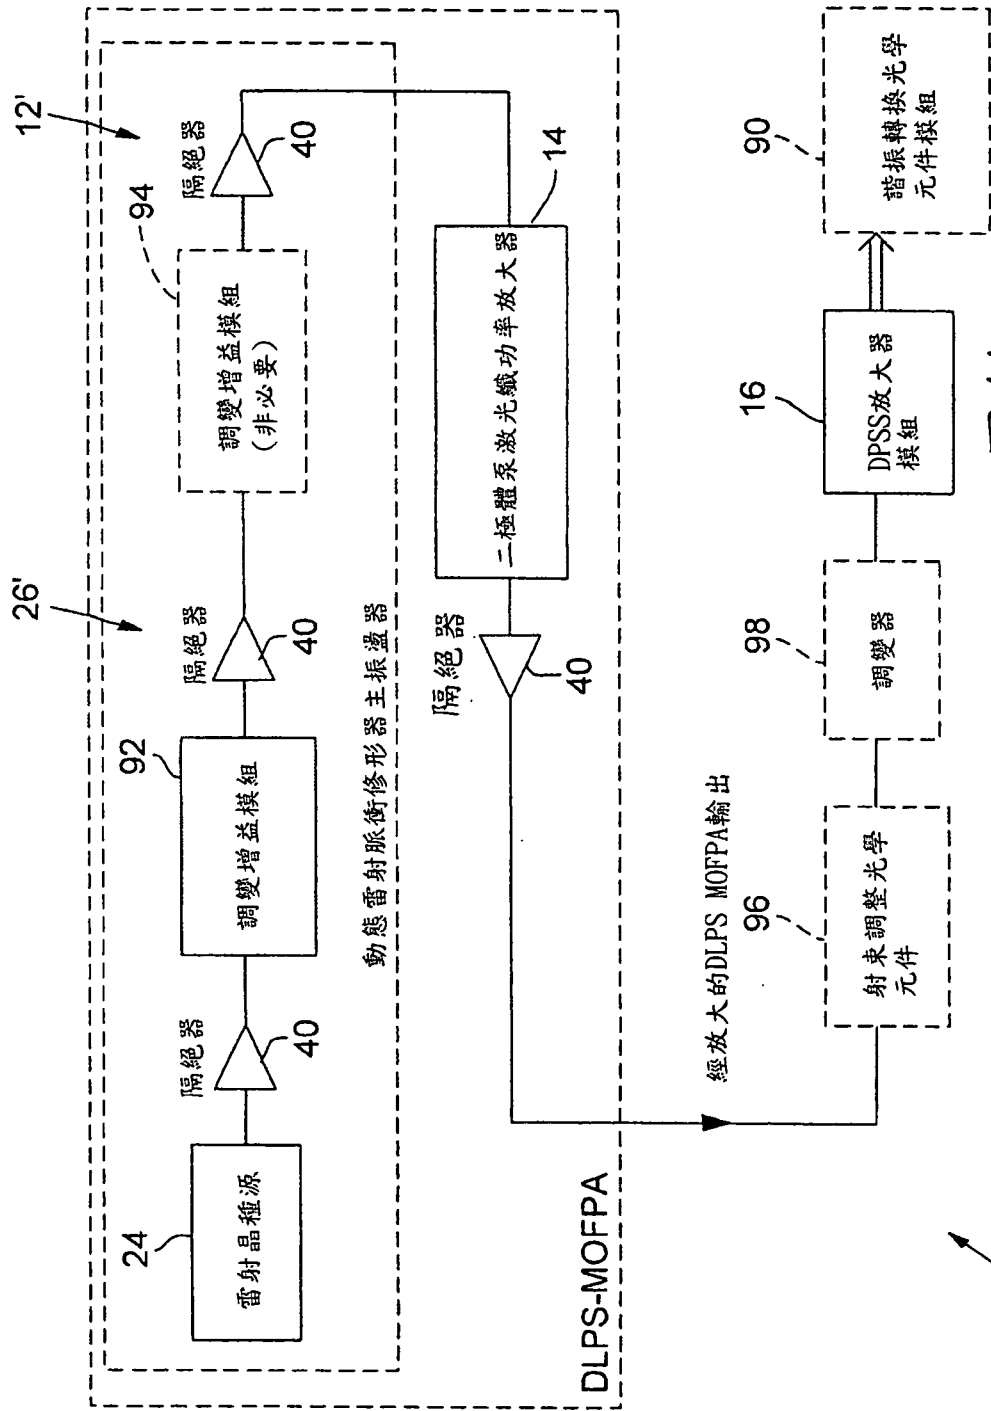 12'
26'
24
雷射晶種源
隔絕器
40
92
調變增益模組
隔絕器
40
94
調變增益模組
(非必要)
隔絕器
40
動態雷射脈衝修形器主振盪器
14
二極體泵激光纖功率放大器
隔絕器
40
DLPS-MOFPA
經放大的DLPS MOFPA輸出
96
射束調整光學
元件
98
調變器
16
DPSS放大器
模組
90
諧振轉換光學
元件模組